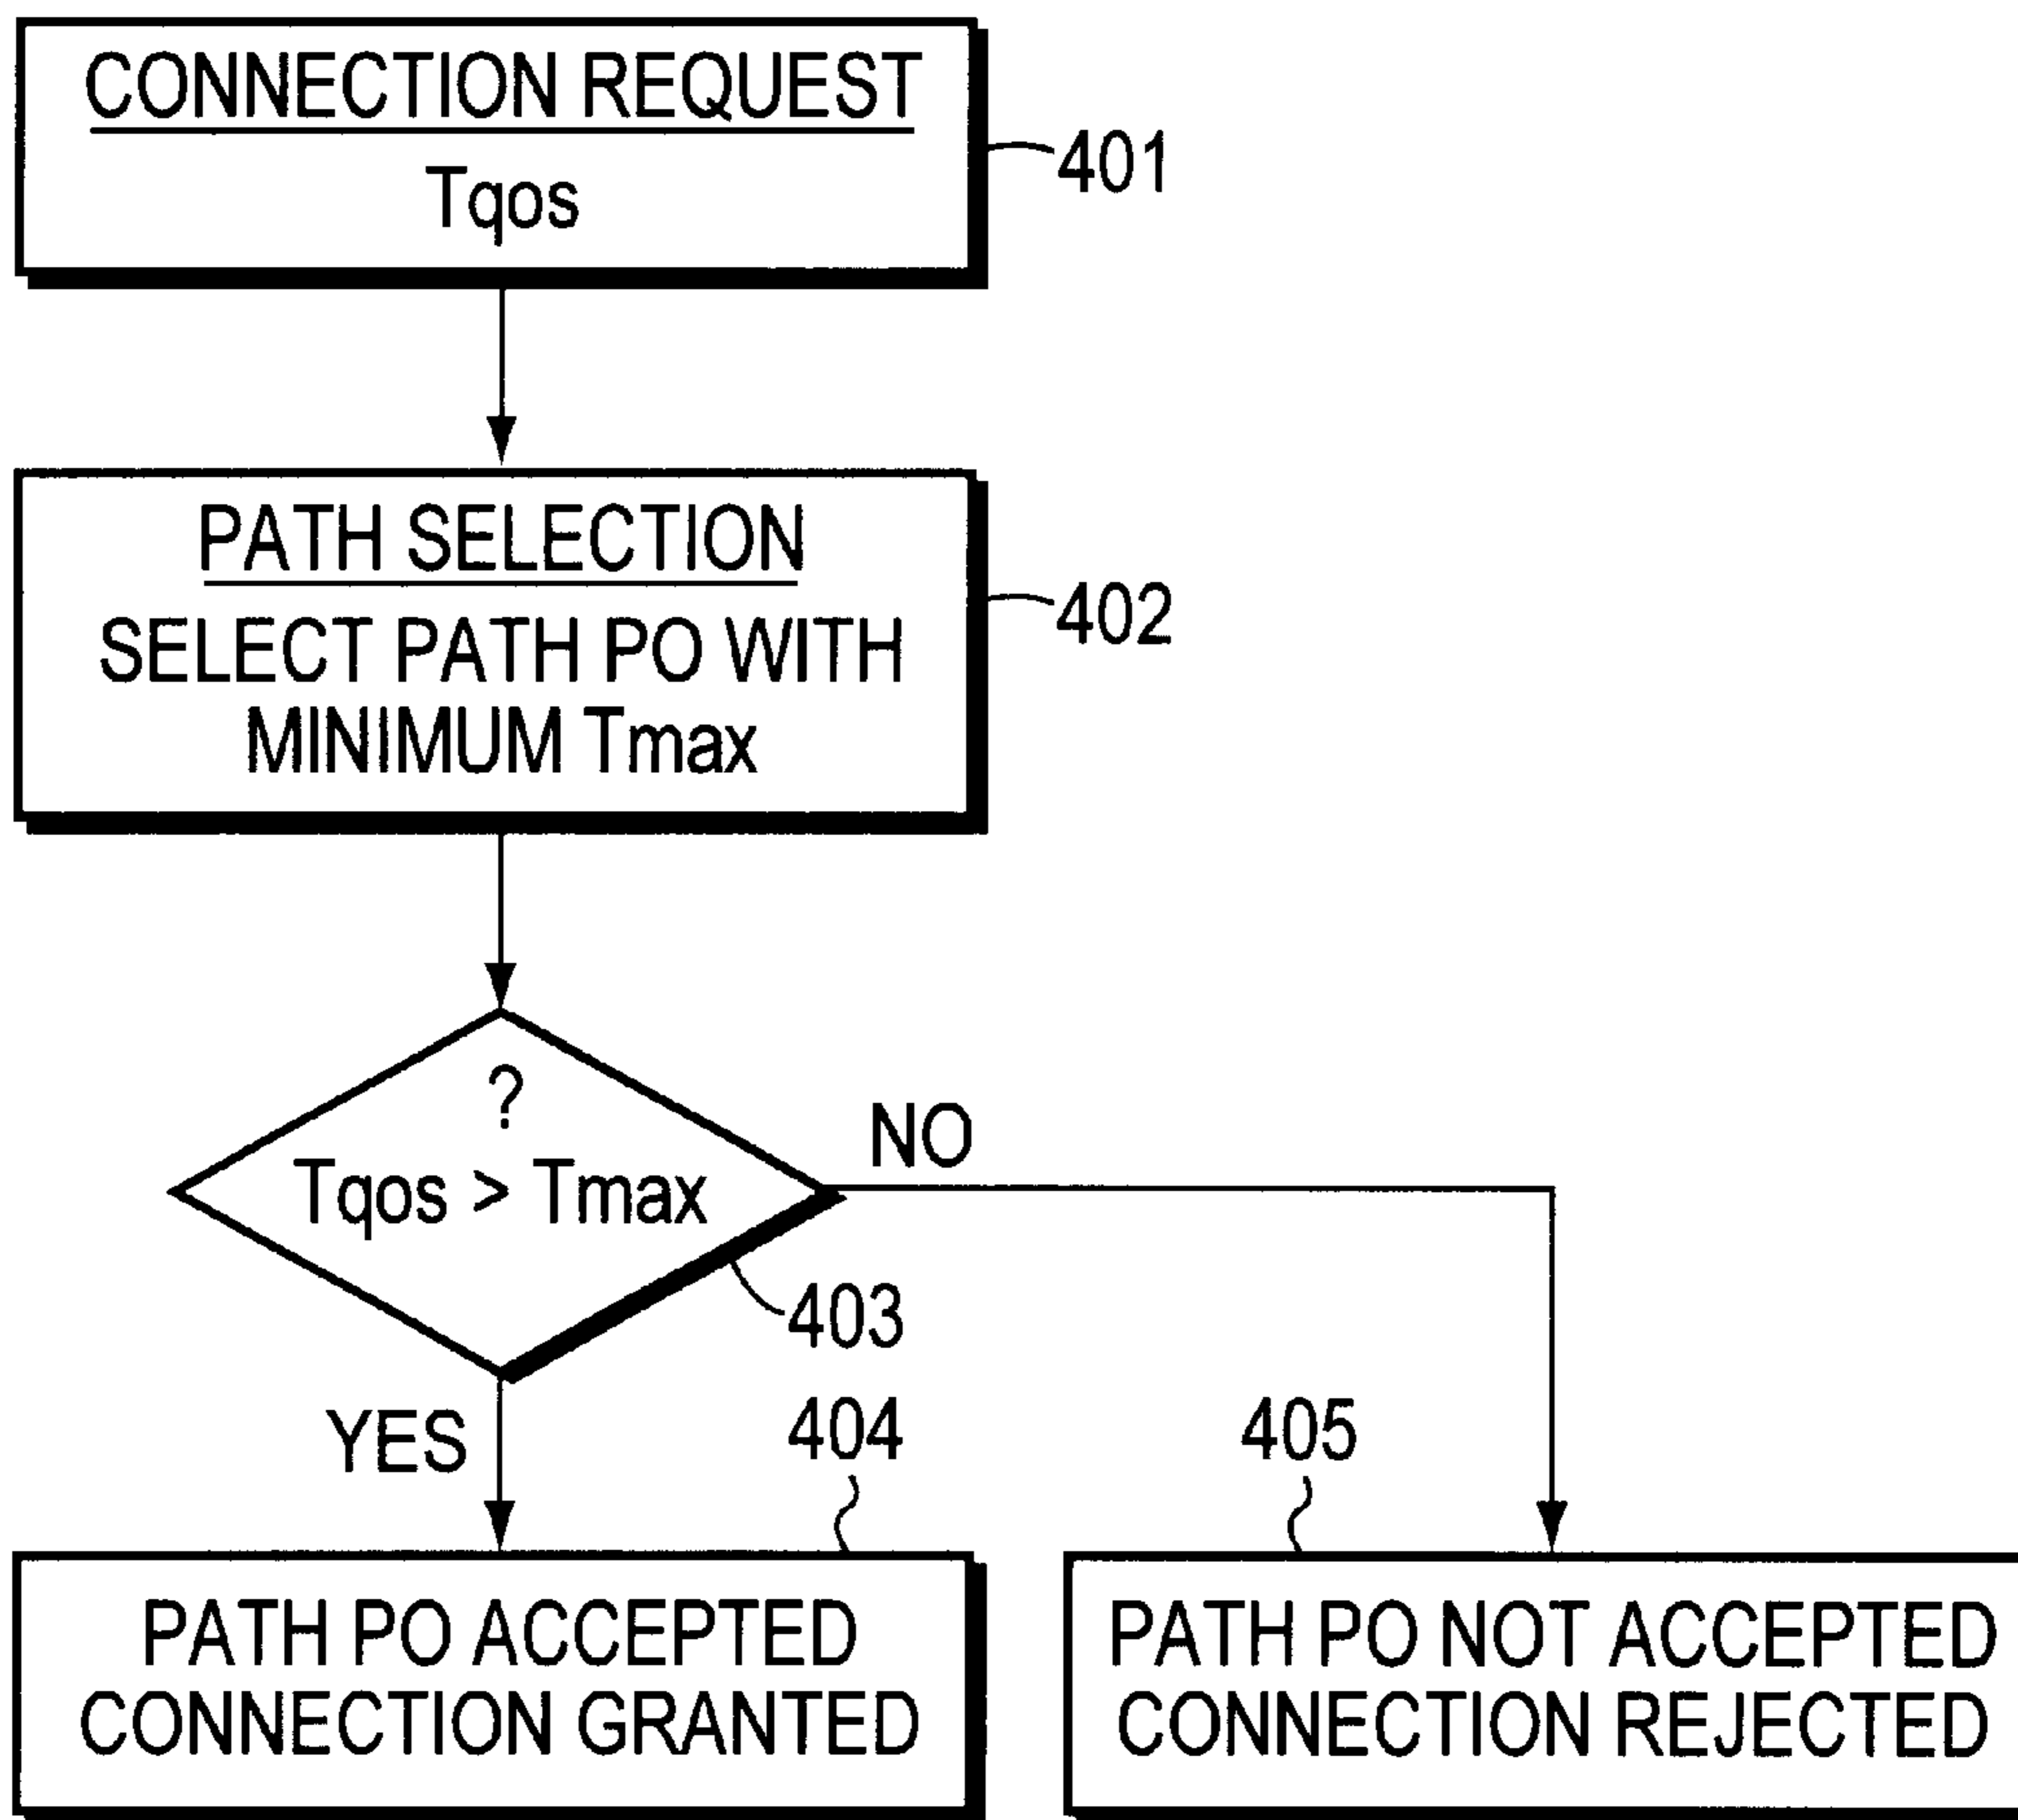 CONNECTION REQUEST
Tqos
401
PATH SELECTION
SELECT PATH PO WITH
MINIMUM Tmax
402
?
Tqos > Tmax
NO
403
YES
404
405
PATH PO ACCEPTED
CONNECTION GRANTED
PATH PO NOT ACCEPTED
CONNECTION REJECTED